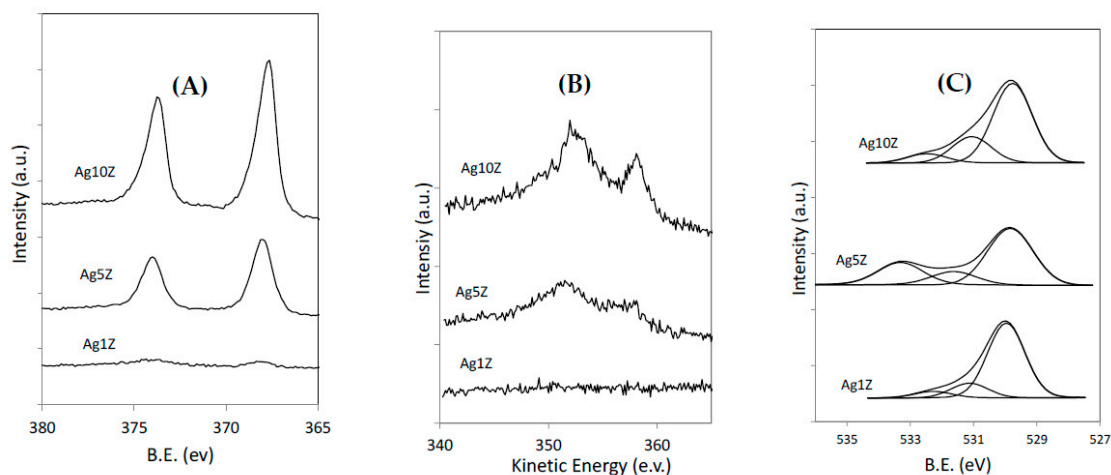 (A)
Ag10Z
Ag5Z
Ag1Z
Intensity (a.u.)
380 375 370 365
B.E. (ev)
(B)
Ag10Z
Ag5Z
Ag1Z
Intensiy (a.u.)
340 350 360
Kinetic Energy (e.v.)
(C)
Ag10Z
Ag5Z
Ag1Z
Intensity (a.u.)
535 533 531 529 527
B.E. (eV)